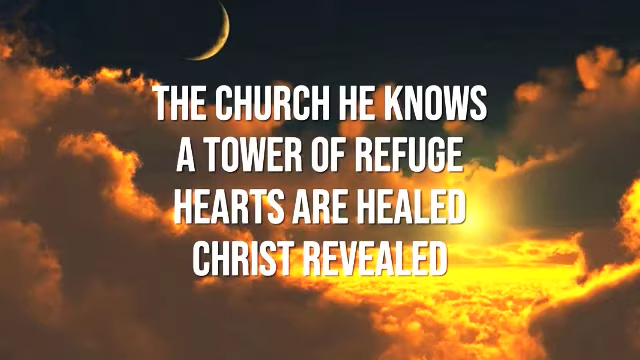 THE CHURCH HE KNOWS
A TOWER OF REFUGE
HEARTS ARE HEALED
CHRIST REVEALED